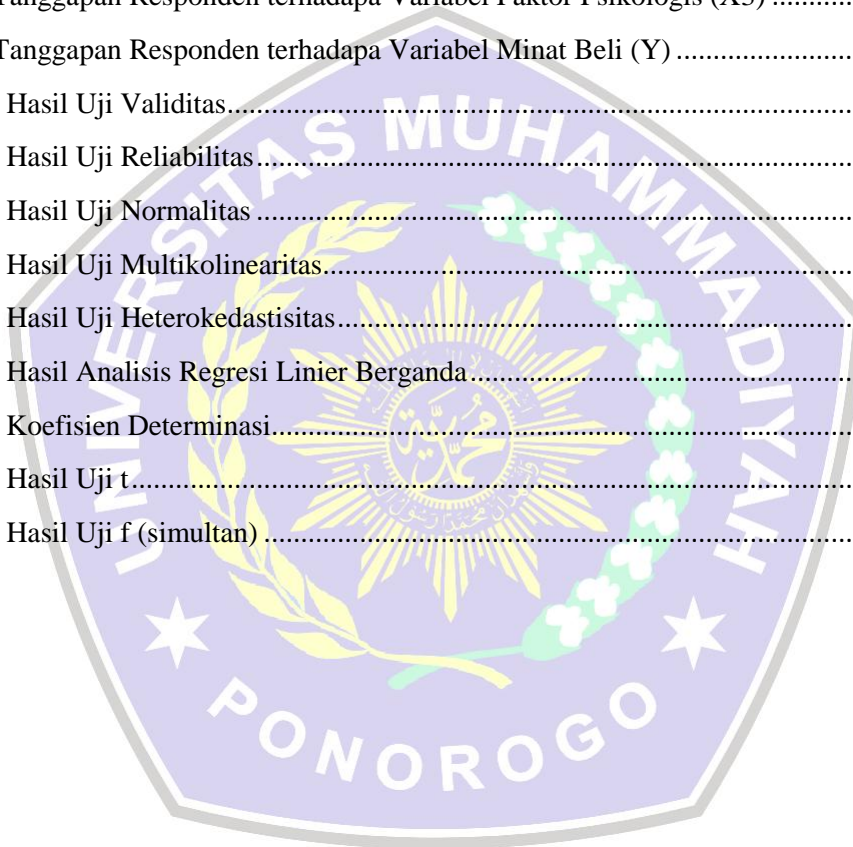 Tanggapan Responden terhadapa Variabel Faktor Psikologis (X3) ..........
Tanggapan Responden terhadapa Variabel Minat Beli (Y) ..........
Hasil Uji Validitas..........
Hasil Uji Reliabilitas ..........
Hasil Uji Normalitas ..........
Hasil Uji Multikolinearitas..........
Hasil Uji Heterokedastisitas ..........
Hasil Analisis Regresi Linier Berganda ..........
Koefisien Determinasi ..........
Hasil Uji t ..........
Hasil Uji f (simultan) ..........
UNIVERSITAS MUHAMMADIYAH
PONOROGO